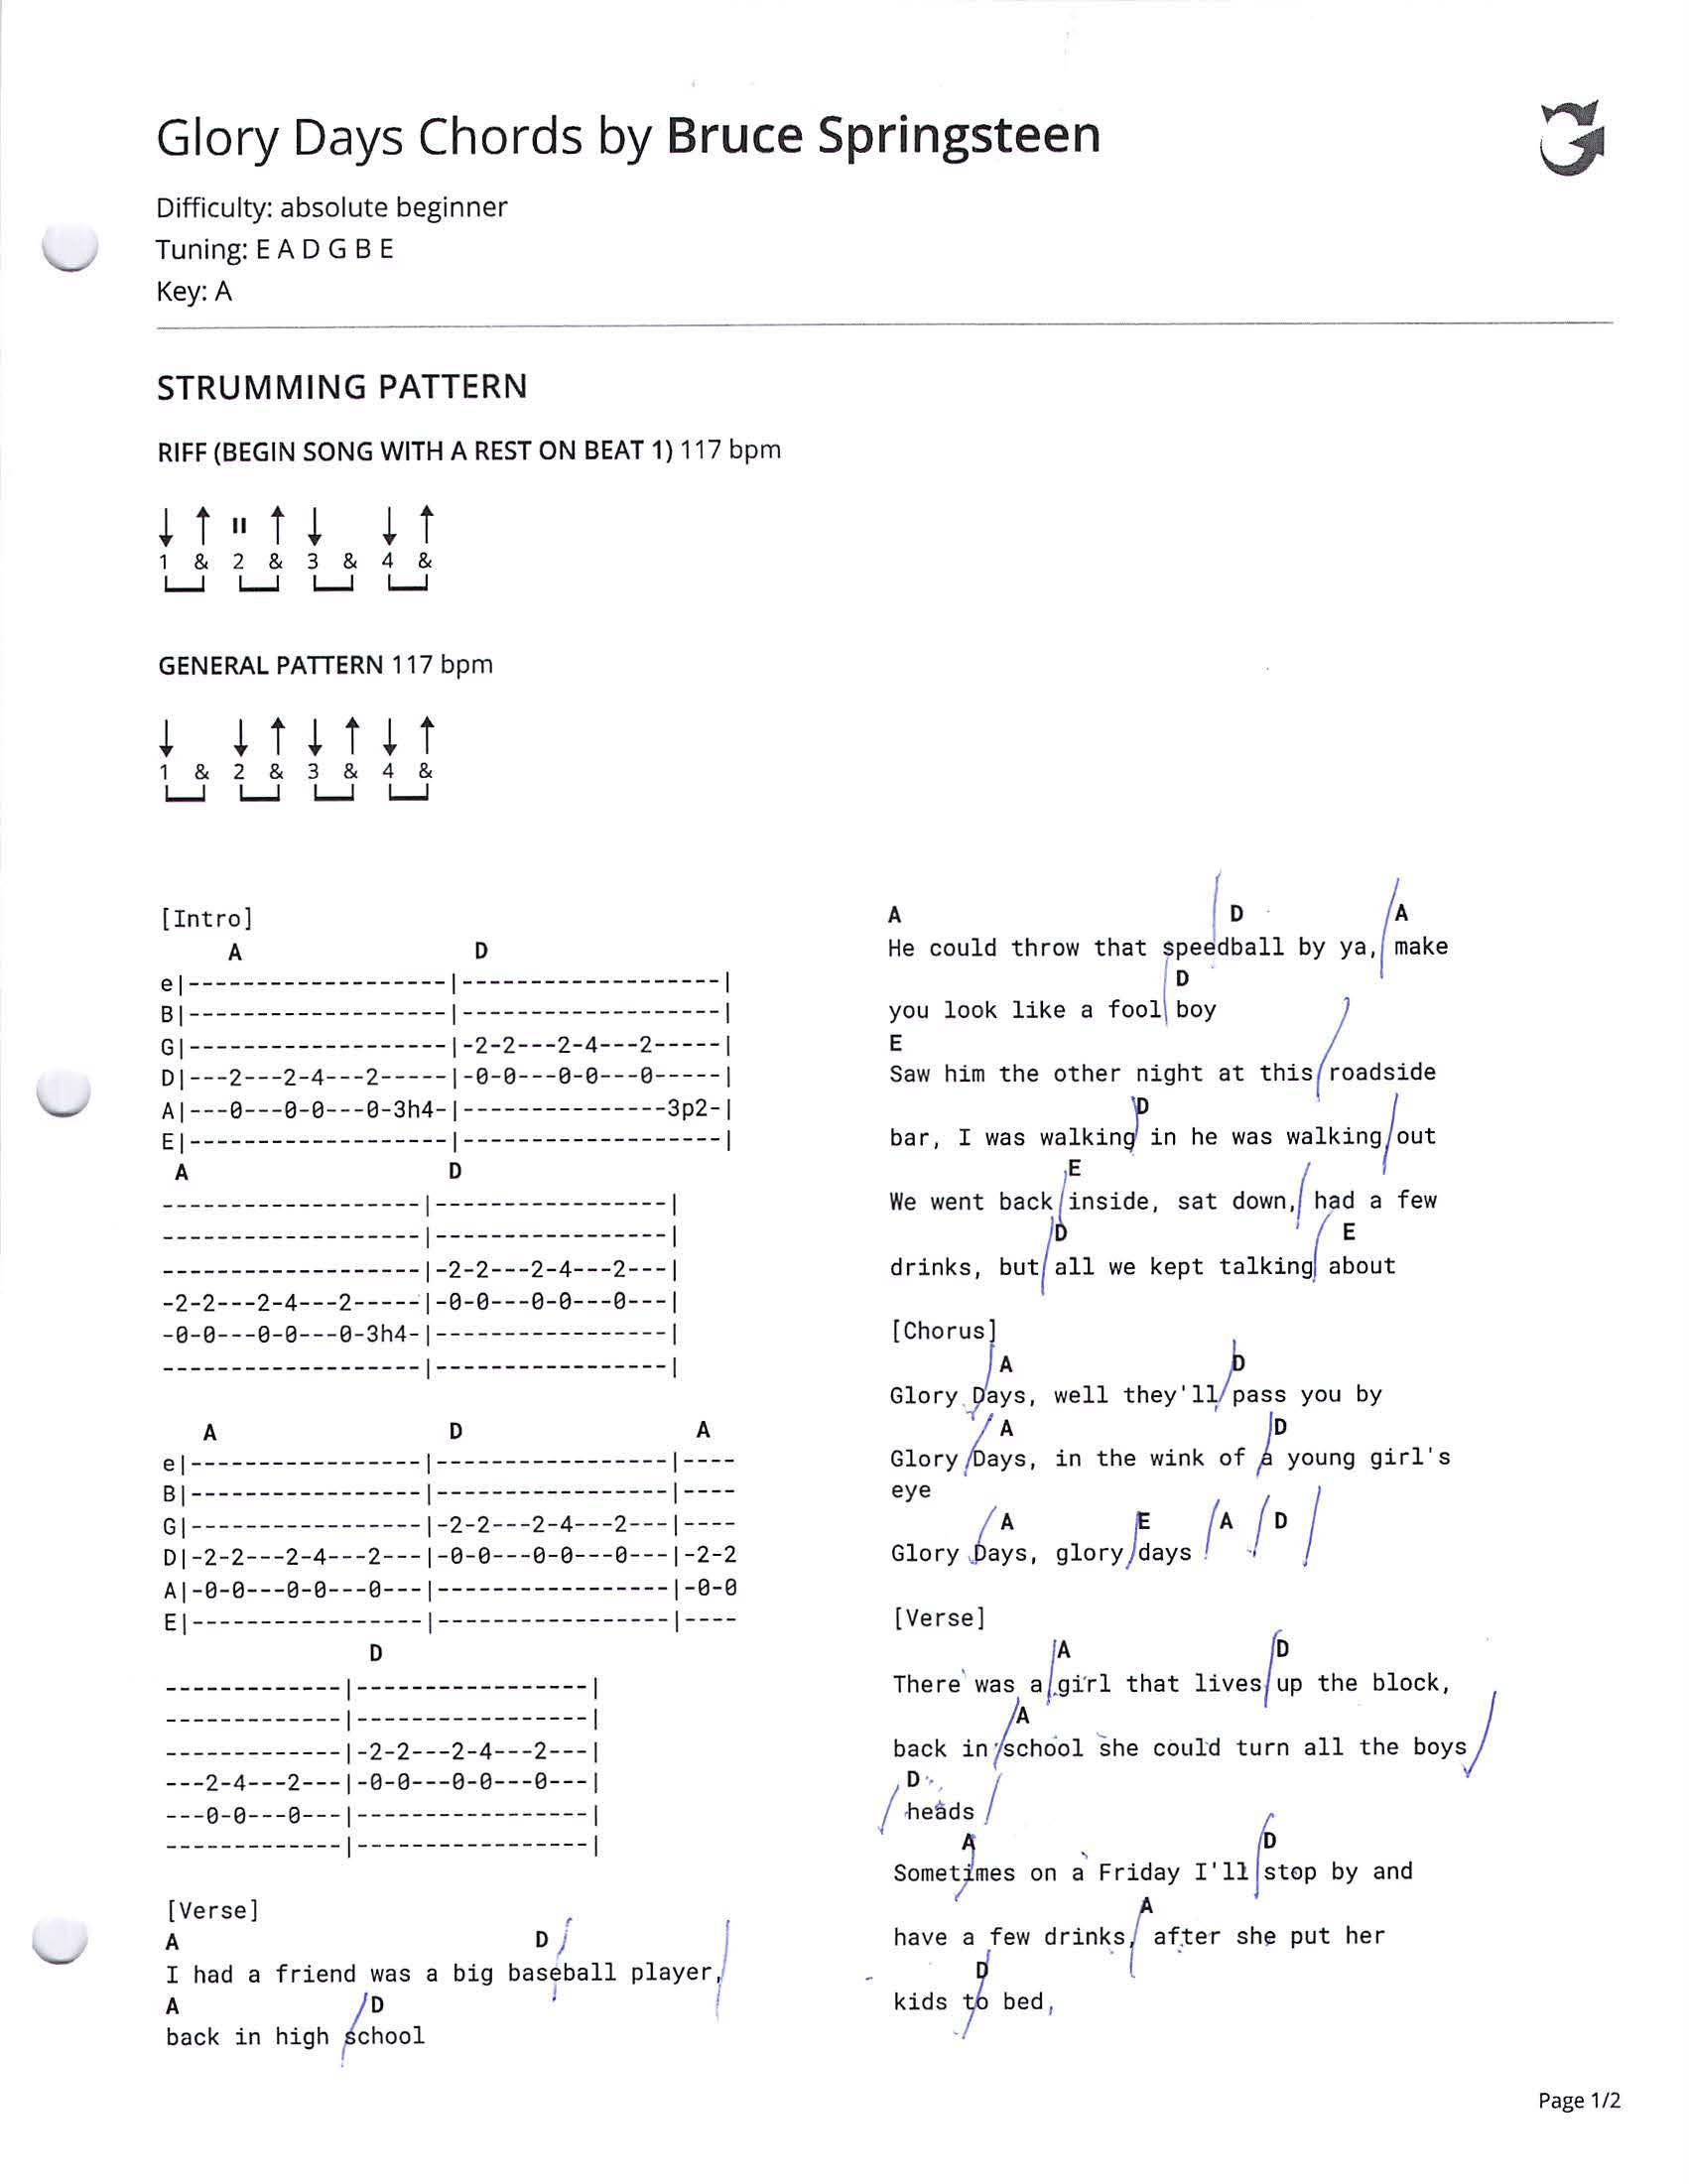 Glory Days Chords by Bruce Springsteen
Difficulty: absolute beginner
Tuning: E A D G B E
Key: A
STRUMMING PATTERN
RIFF (BEGIN SONG WITH A REST ON BEAT 1) 117 bpm
1 & 2 & 3 & 4 &
GENERAL PATTERN 117 bpm
1 & 2 & 3 & 4 &
[Intro]
A D
e|-------------------|-------------------|
B|-------------------|-------------------|
G|-------------------|-2-2---2-4---2-----|
D|---2---2-4---2-----|-0-0---0-0---0-----|
A|---0---0-0---0-3h4-|---------------3p2-|
E|-------------------|-------------------|
A D
-------------------|-----------------|
-------------------|-----------------|
-------------------|-2-2---2-4---2---|
-2-2---2-4---2-----|-0-0---0-0---0---|
-0-0---0-0---0-3h4-|-----------------|
-------------------|-----------------|
A D A
e|-----------------|-----------------|----
B|-----------------|-----------------|----
G|-----------------|-2-2---2-4---2---|----
D|-2-2---2-4---2---|-0-0---0-0---0---|-2-2
A|-0-0---0-0---0---|-----------------|-0-0
E|-----------------|-----------------|----
D
-------------|-----------------|
-------------|-----------------|
-------------|-2-2---2-4---2---|
---2-4---2---|-0-0---0-0---0---|
---0-0---0---|-----------------|
-------------|-----------------|
[Verse]
A D
I had a friend was a big baseball player,
A D
back in high school
A D A
He could throw that speedball by ya, make
D
you look like a fool boy
E
Saw him the other night at this roadside
D
bar, I was walking in he was walking out
E
We went back inside, sat down, had a few
D E
drinks, but all we kept talking about
[Chorus]
A D
Glory Days, well they'll pass you by
A D
Glory Days, in the wink of a young girl's
eye
A E A D
Glory Days, glory days
[Verse]
A D
There was a girl that lives up the block,
A
back in school she could turn all the boys
D
heads
A D
Sometimes on a Friday I'll stop by and
A
have a few drinks, after she put her
D
kids to bed,
Page 1/2